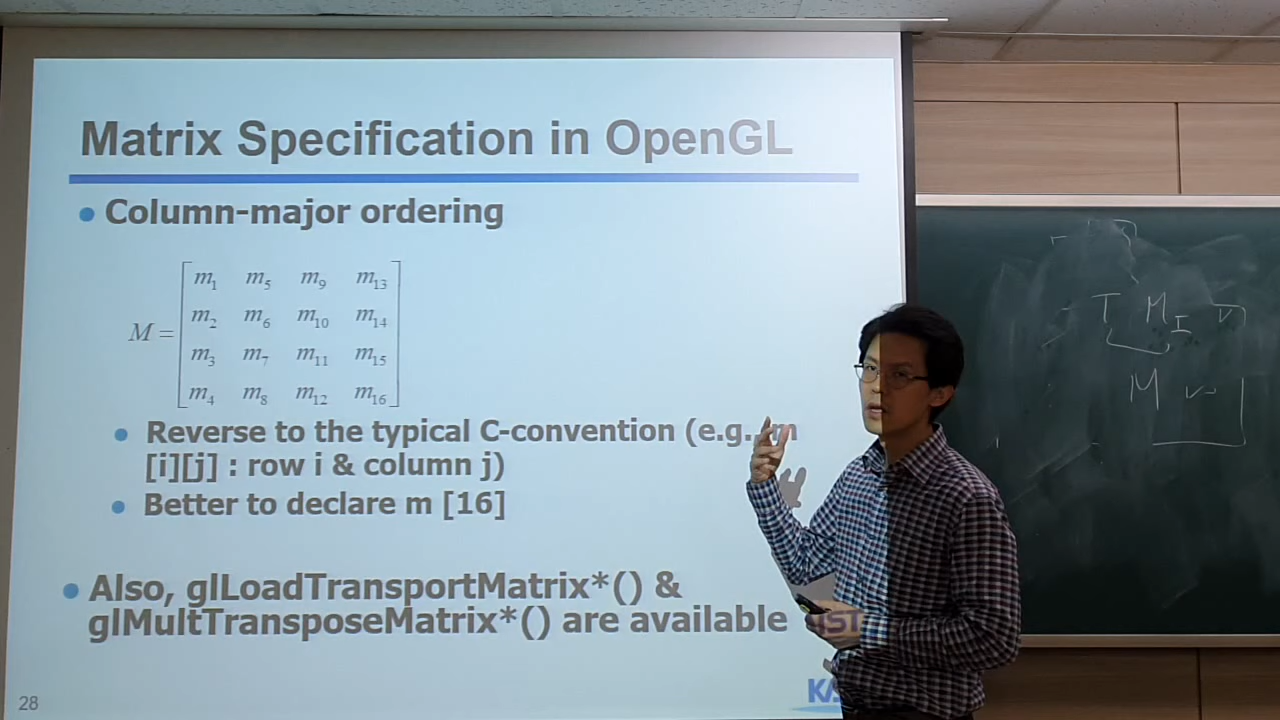 Matrix Specification in OpenGL
Column-major ordering
m1 m5 m9 m13
m2 m6 m10 m14
M = m3 m7 m11 m15
m4 m8 m12 m16
Reverse to the typical C-convention (e.g., m
[i][j] : row i & column j)
Better to declare m [16]
Also, glLoadTransportMatrix*() &
glMultTransposeMatrix*() are available
28
T M I v
M v